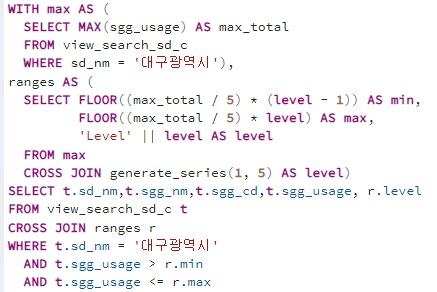 WITH max AS (
  SELECT MAX(sgg_usage) AS max_total
  FROM view_search_sd_c
  WHERE sd_nm = '대구광역시'),
ranges AS (
  SELECT FLOOR((max_total / 5) * (level - 1)) AS min,
         FLOOR((max_total / 5) * level) AS max,
         'Level' || level AS level
  FROM max
  CROSS JOIN generate_series(1, 5) AS level)
SELECT t.sd_nm,t.sgg_nm,t.sgg_cd,t.sgg_usage, r.level
FROM view_search_sd_c t
CROSS JOIN ranges r
WHERE t.sd_nm = '대구광역시'
  AND t.sgg_usage > r.min
  AND t.sgg_usage <= r.max